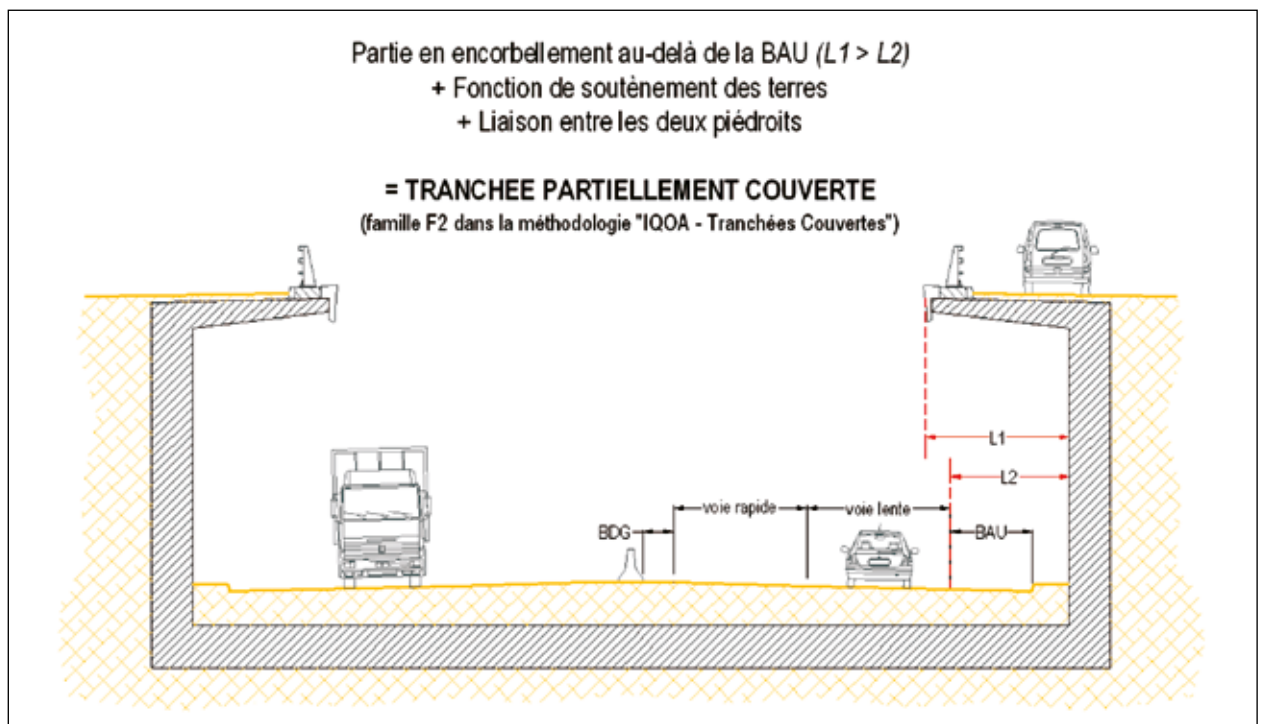 Partie en encorbellement au-delà de la BAU (L1 > L2)
+ Fonction de soutènement des terres
+ Liaison entre les deux piédroits
= TRANCHEE PARTIELLEMENT COUVERTE
(famille F2 dans la méthodologie "IQOA - Tranchées Couvertes")
L1
L2
voie rapide
voie lente
BDG
BAU